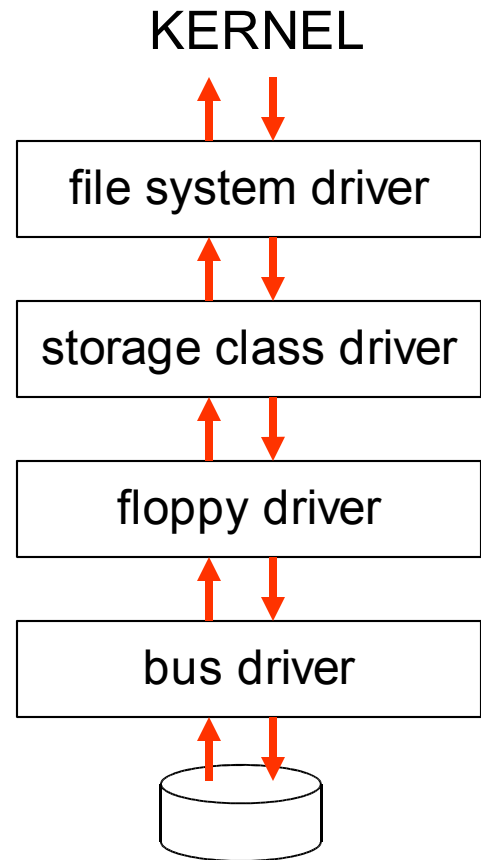 KERNEL
file system driver
storage class driver
floppy driver
bus driver